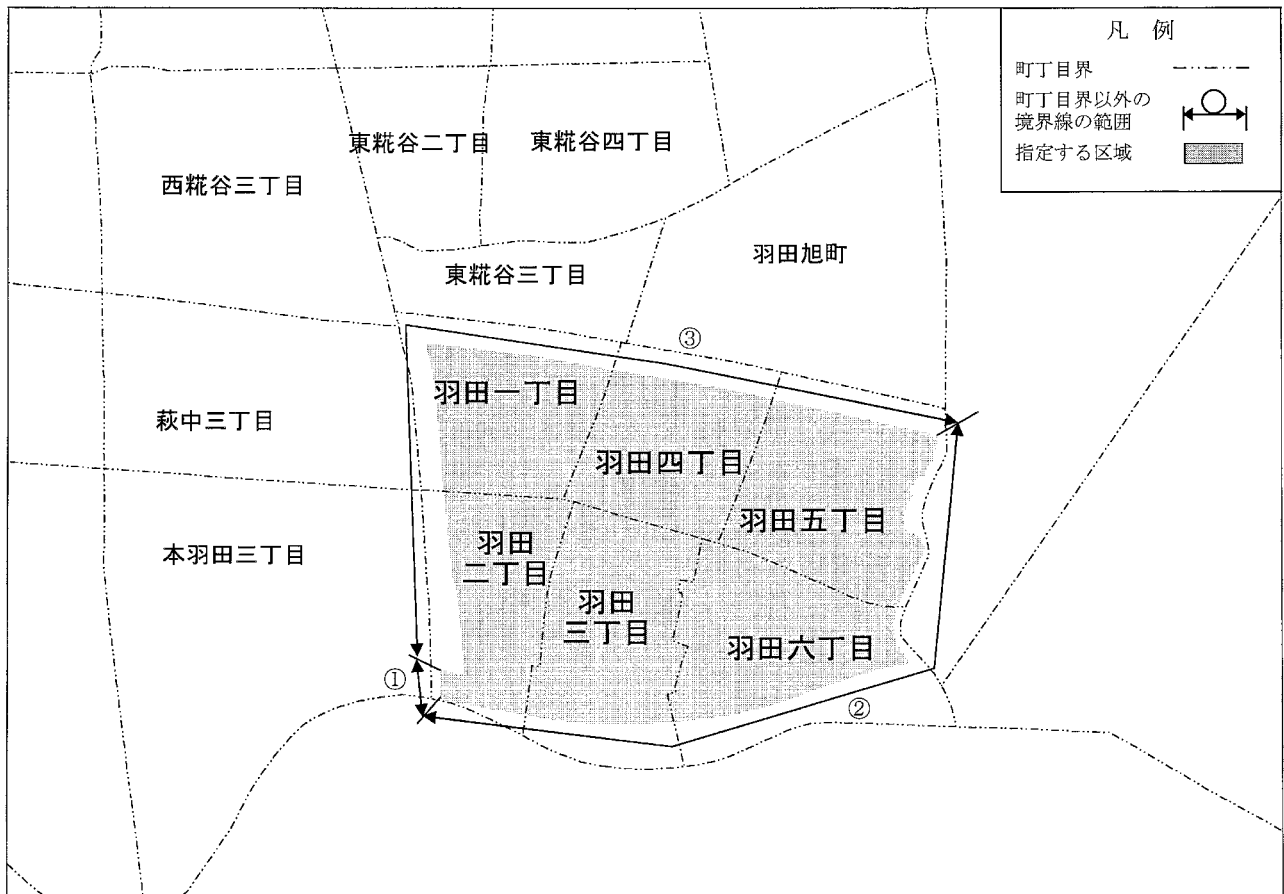 凡 例
町丁目界
町丁目界以外の
境界線の範囲
指定する区域
東糀谷二丁目
東糀谷四丁目
西糀谷三丁目
羽田旭町
東糀谷三丁目
③
羽田一丁目
萩中三丁目
羽田四丁目
羽田五丁目
本羽田三丁目
羽田
二丁目
羽田
三丁目
羽田六丁目
①
②